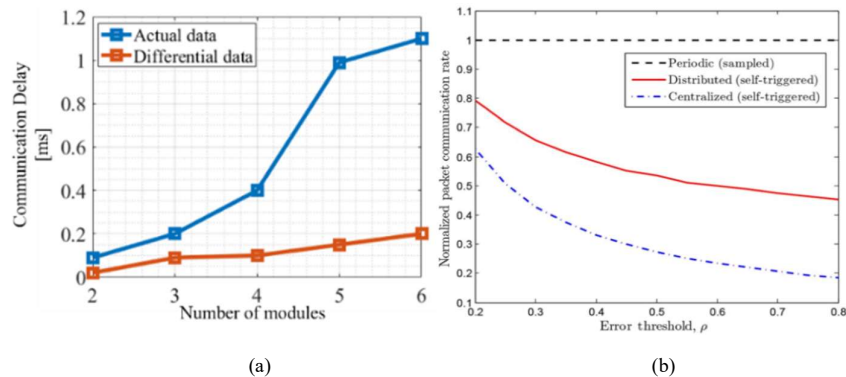 Communication Delay
[ms]
1.2
1
0.8
0.6
0.4
0.2
0
Actual data
Differential data
2
3
4
5
6
Number of modules
(a)
Normalized packet communication rate
1.1
1
0.9
0.8
0.7
0.6
0.5
0.4
0.3
0.2
0.1
Periodic (sampled)
Distributed (self-triggered)
Centralized (self-triggered)
0.2
0.3
0.4
0.5
0.6
0.7
0.8
Error threshold, ρ
(b)